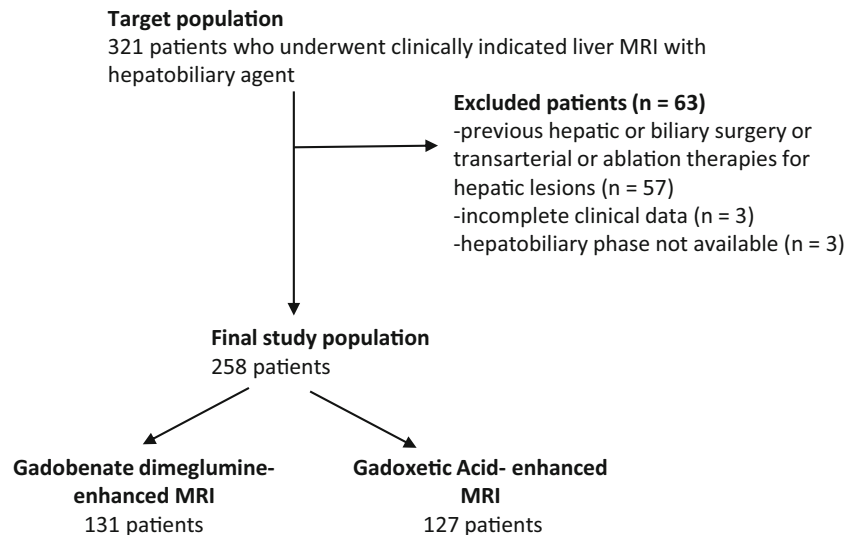 Target population
321 patients who underwent clinically indicated liver MRI with
hepatobiliary agent
Excluded patients (n = 63)
-previous hepatic or biliary surgery or
transarterial or ablation therapies for
hepatic lesions (n = 57)
-incomplete clinical data (n = 3)
-hepatobiliary phase not available (n = 3)
Final study population
258 patients
Gadobenate dimeglumine-
enhanced MRI
131 patients
Gadoxetic Acid- enhanced
MRI
127 patients